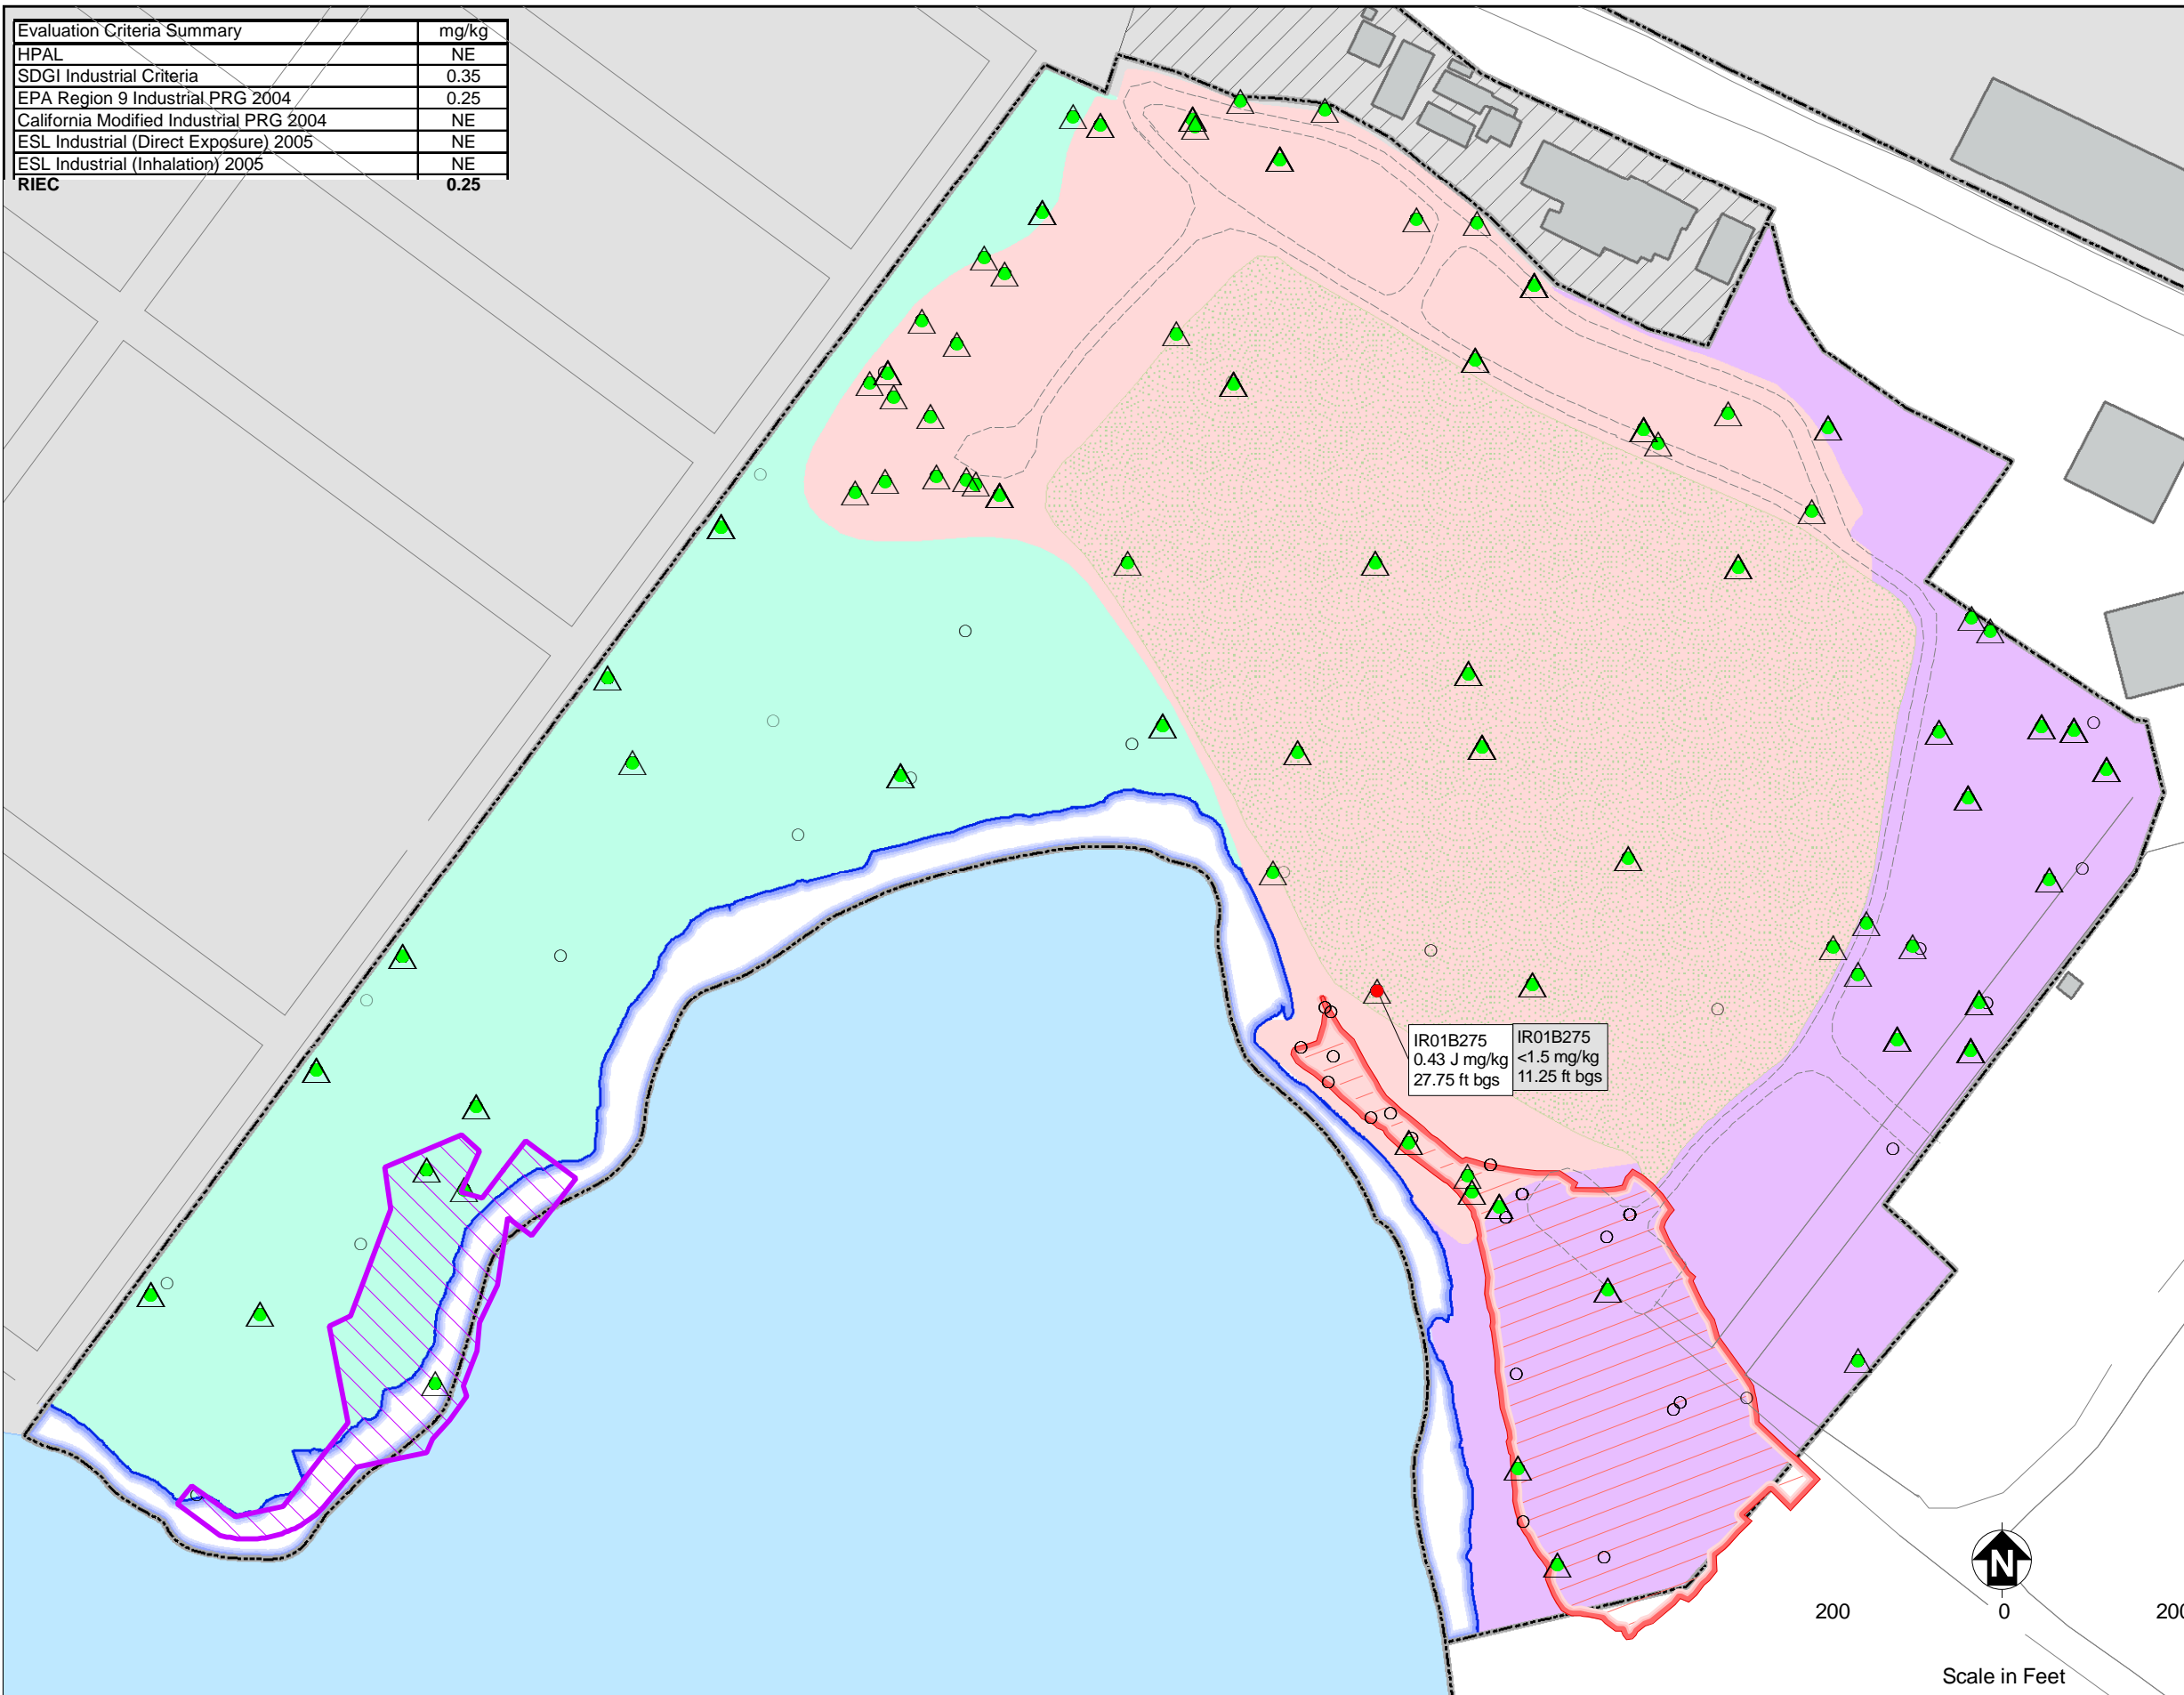 Evaluation Criteria Summary mg/kg
HPAL NE
SDGI Industrial Criteria 0.35
EPA Region 9 Industrial PRG 2004 0.25
California Modified Industrial PRG 2004 NE
ESL Industrial (Direct Exposure) 2005 NE
ESL Industrial (Inhalation) 2005 NE
RIEC 0.25
IR01B275
0.43 J mg/kg
27.75 ft bgs
IR01B275
<1.5 mg/kg
11.25 ft bgs
N
200 0 200
Scale in Feet